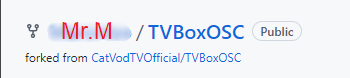 Mr.M / TVBoxOSC Public
forked from CatVodTVOfficial/TVBoxOSC